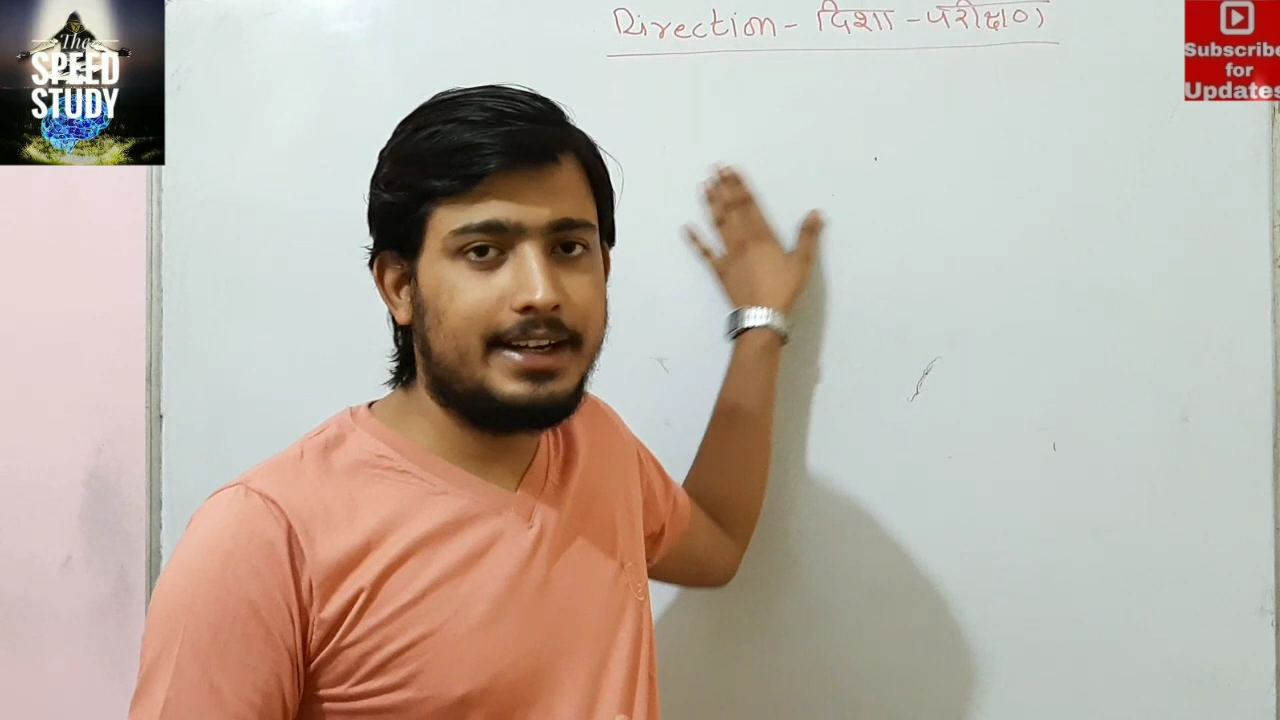 The
SPEED
STUDY
Direction - दिशा - परीक्षण
Subscribe
for
Updates